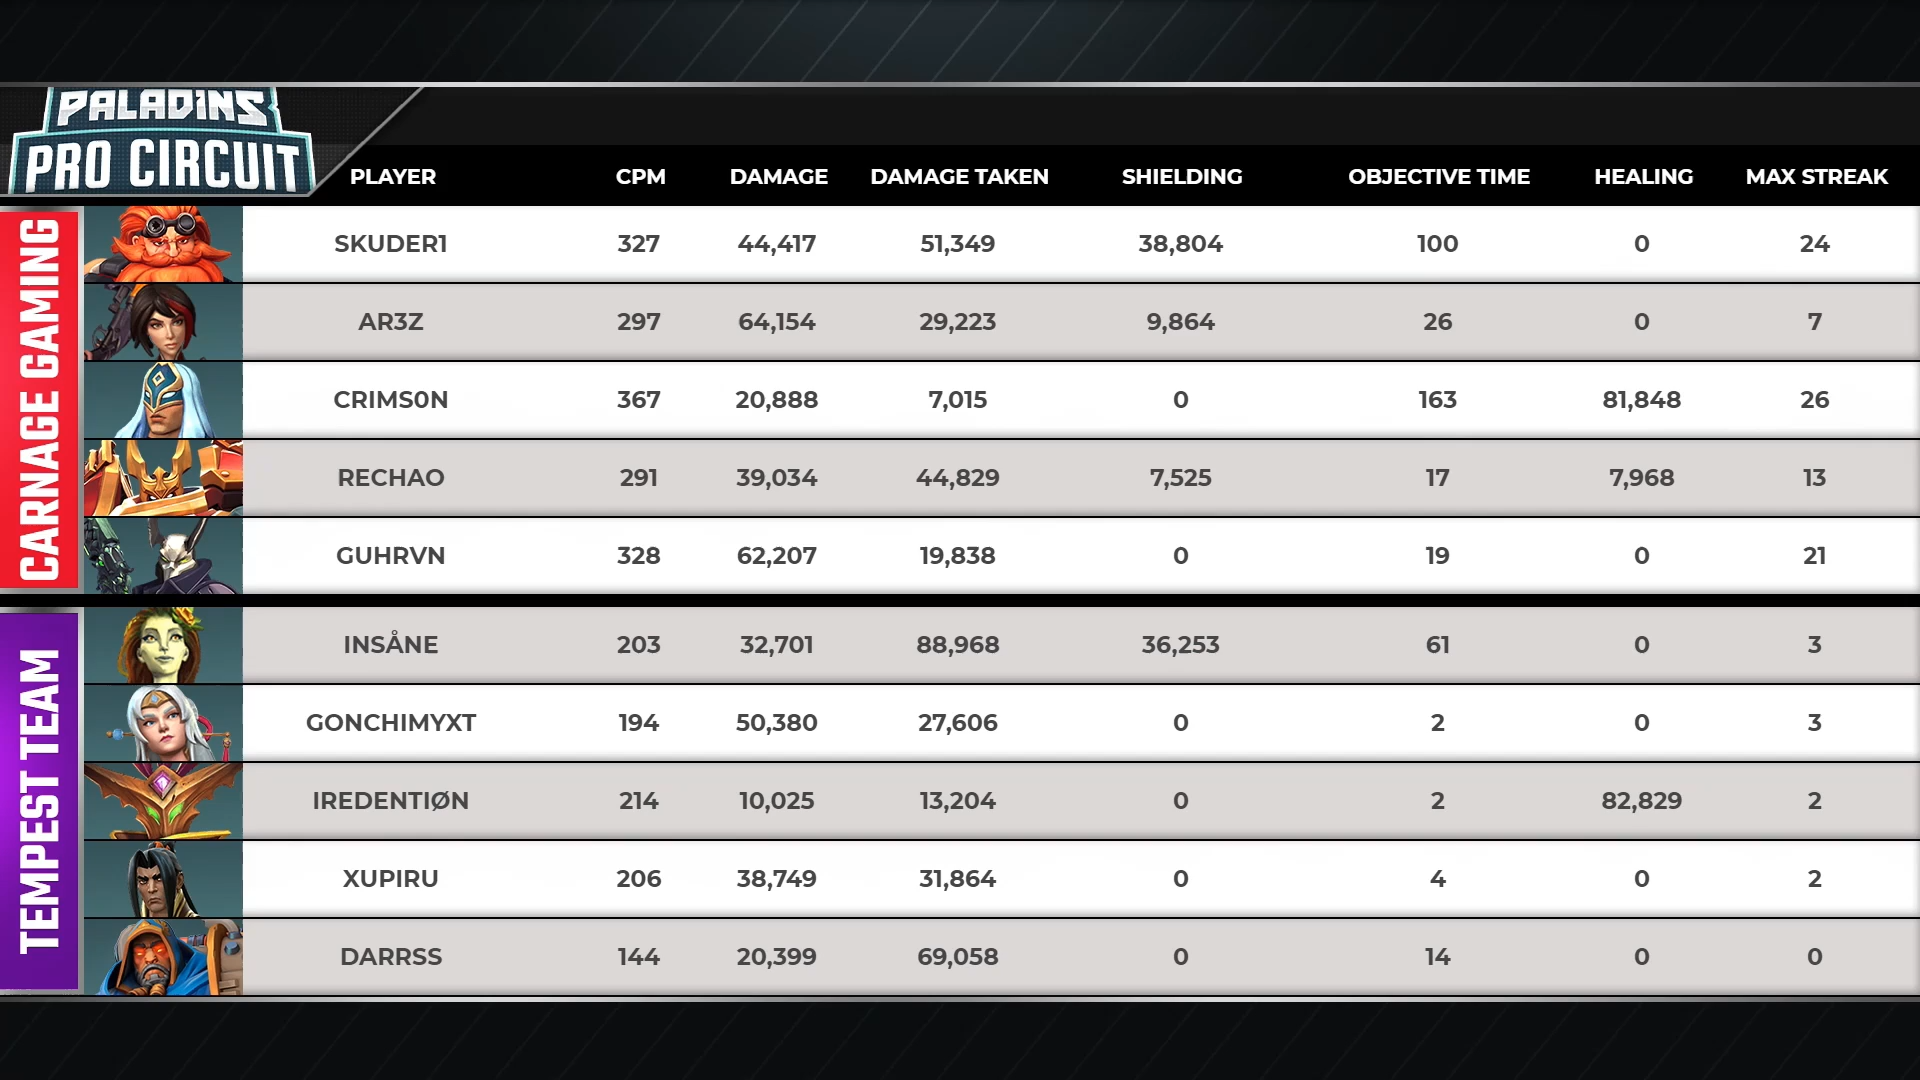 PALADINS
PRO CIRCUIT
PLAYER CPM DAMAGE DAMAGE TAKEN SHIELDING OBJECTIVE TIME HEALING MAX STREAK
CARNAGE GAMING
SKUDER1 327 44,417 51,349 38,804 100 0 24
AR3Z 297 64,154 29,223 9,864 26 0 7
CRIMS0N 367 20,888 7,015 0 163 81,848 26
RECHAO 291 39,034 44,829 7,525 17 7,968 13
GUHRVN 328 62,207 19,838 0 19 0 21
TEMPEST TEAM
INSÅNE 203 32,701 88,968 36,253 61 0 3
GONCHIMYXT 194 50,380 27,606 0 2 0 3
IREDENTIØN 214 10,025 13,204 0 2 82,829 2
XUPIRU 206 38,749 31,864 0 4 0 2
DARRSS 144 20,399 69,058 0 14 0 0